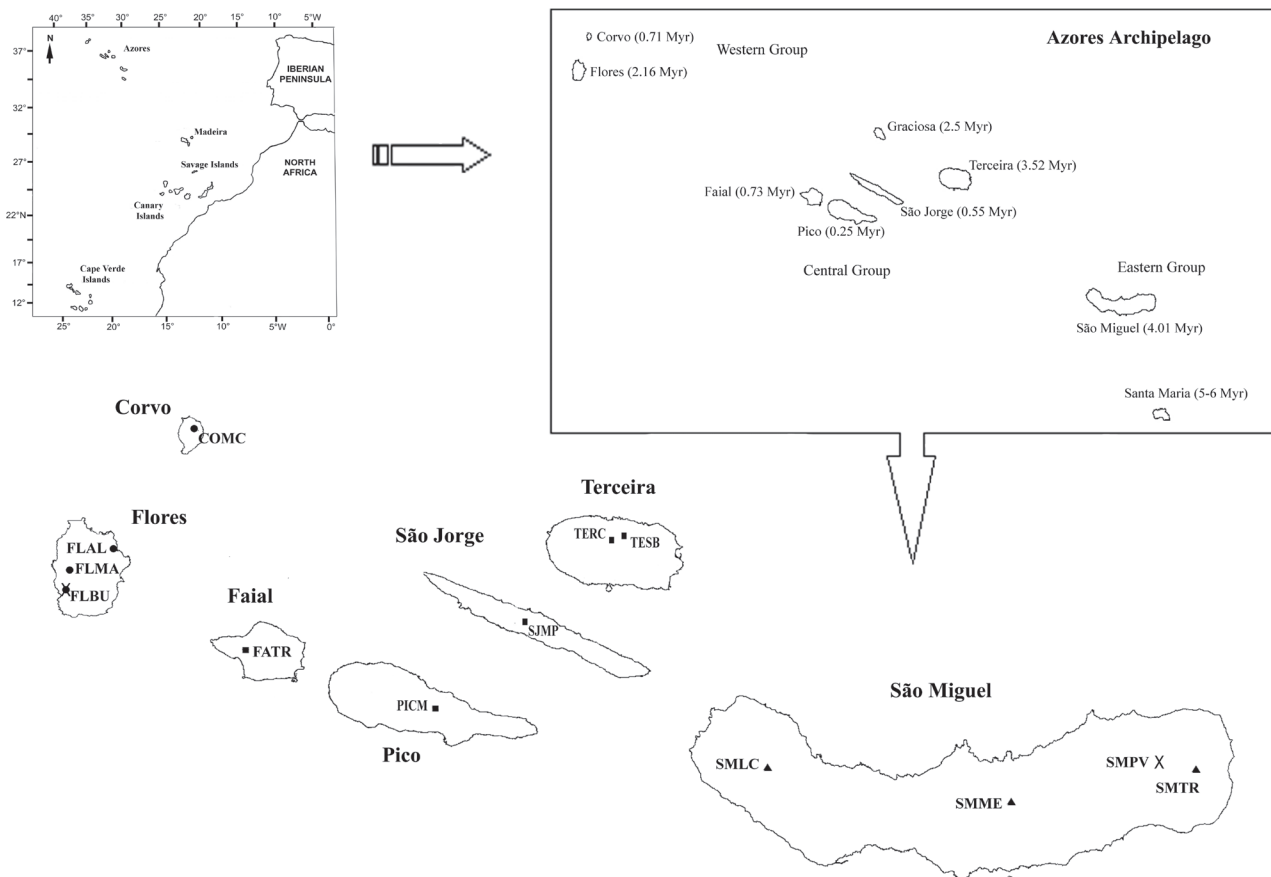 40°
35°
30°
25°
20°
15°
10°
5°
N
Azores
37°
32°
27°
22°N
17°
12°
IBERIAN
PENINSULA
Madeira
Savage Islands
NORTH
AFRICA
Canary
Islands
Cape Verde
Islands
25°
20°
15°
10°
5°W
0°
Azores Archipelago
Corvo (0.71 Myr)
Western Group
Flores (2.16 Myr)
Graciosa (2.5 Myr)
Terceira (3.52 Myr)
Faial (0.73 Myr)
São Jorge (0.55 Myr)
Pico (0.25 Myr)
Central Group
Eastern Group
São Miguel (4.01 Myr)
Santa Maria (5-6 Myr)
Corvo
COMC
Flores
FLAL
FLMA
FLBU
Faial
FATR
São Jorge
SJMP
Terceira
TERC
TESB
PICM
Pico
São Miguel
SMLC
SMME
SMPV
SMTR